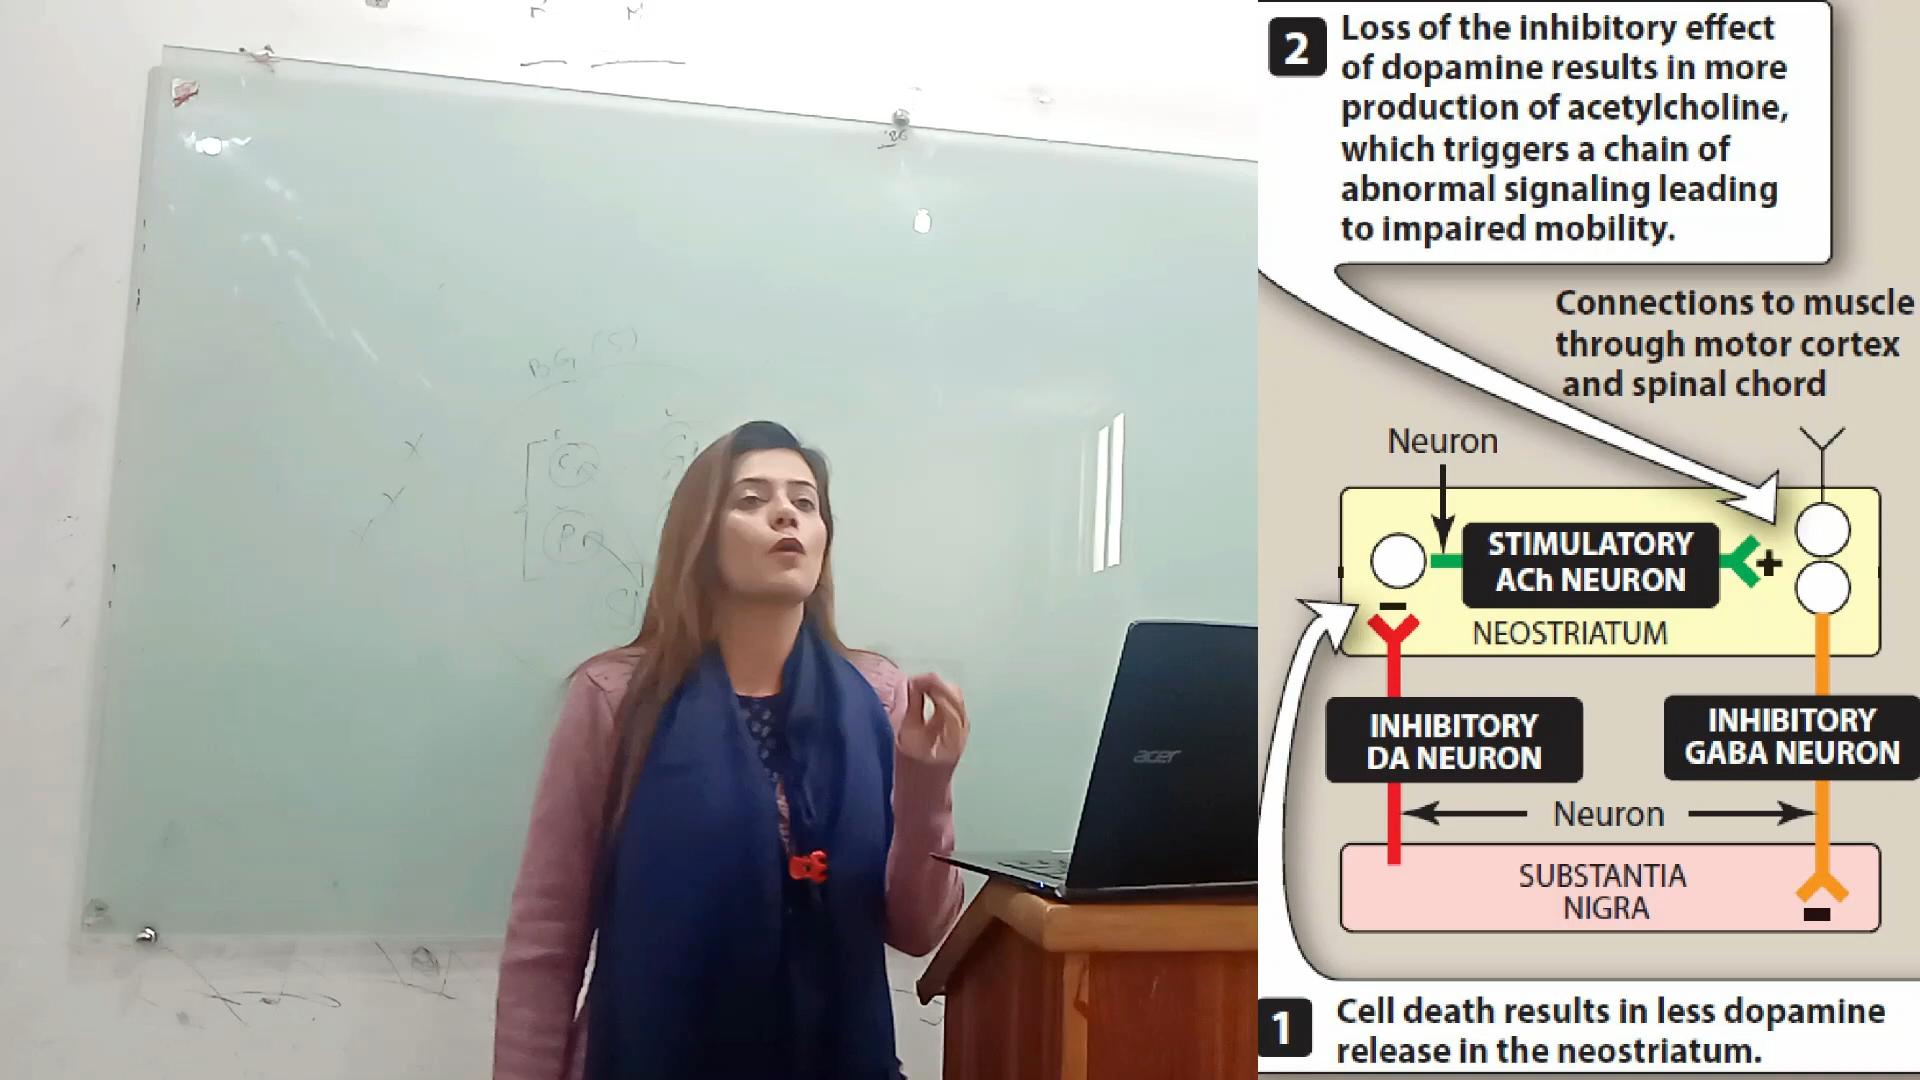 BG (S)
acer
2
Loss of the inhibitory effect
of dopamine results in more
production of acetylcholine,
which triggers a chain of
abnormal signaling leading
to impaired mobility.
Connections to muscle
through motor cortex
and spinal chord
Neuron
STIMULATORY
ACh NEURON
+
NEOSTRIATUM
INHIBITORY
DA NEURON
INHIBITORY
GABA NEURON
Neuron
SUBSTANTIA
NIGRA
1
Cell death results in less dopamine
release in the neostriatum.